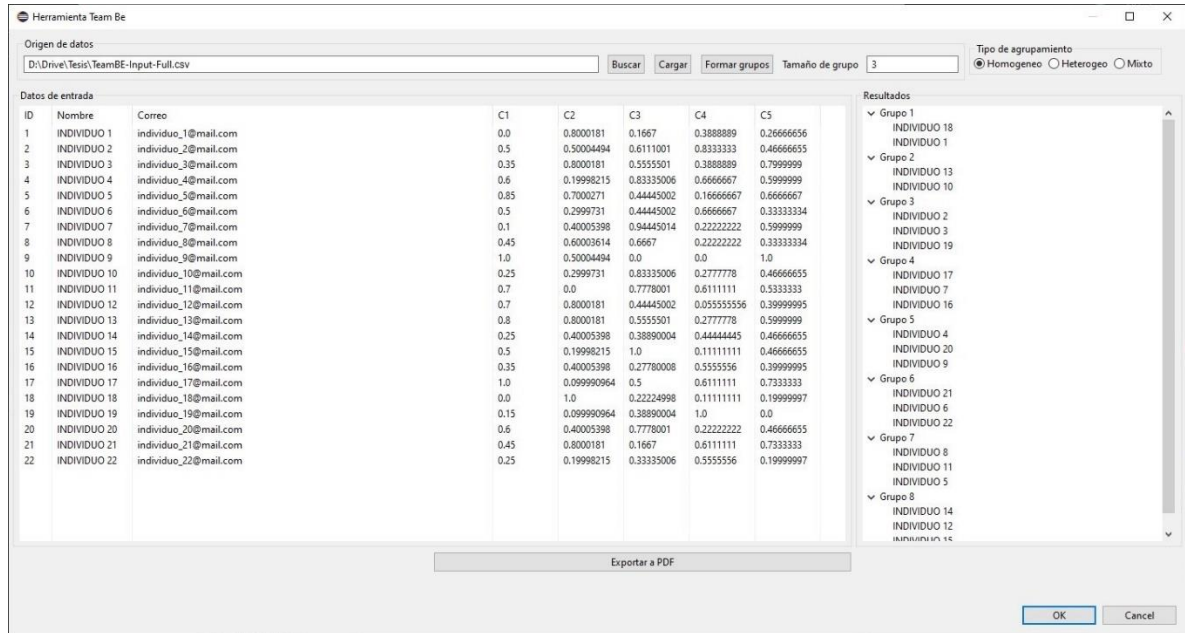 Herramienta Team Be
Origen de datos
D:\Drive\Tesis\TeamBE-Input-Full.csv Buscar Cargar Formar grupos Tamaño de grupo 3
Tipo de agrupamiento
Homogeneo Heterogeo Mixto
Datos de entrada
ID Nombre Correo C1 C2 C3 C4 C5
1 INDIVIDUO 1 individuo_1@mail.com 0.0 0.8000181 0.1667 0.3888889 0.26666656
2 INDIVIDUO 2 individuo_2@mail.com 0.5 0.50004494 0.6111001 0.8333333 0.46666655
3 INDIVIDUO 3 individuo_3@mail.com 0.35 0.8000181 0.5555501 0.3888889 0.7999999
4 INDIVIDUO 4 individuo_4@mail.com 0.6 0.19998215 0.83335006 0.6666667 0.5999999
5 INDIVIDUO 5 individuo_5@mail.com 0.85 0.7000271 0.44445002 0.16666667 0.6666667
6 INDIVIDUO 6 individuo_6@mail.com 0.5 0.2999731 0.44445002 0.6666667 0.33333334
7 INDIVIDUO 7 individuo_7@mail.com 0.1 0.40005398 0.94445014 0.22222222 0.5999999
8 INDIVIDUO 8 individuo_8@mail.com 0.45 0.60003614 0.6667 0.22222222 0.33333334
9 INDIVIDUO 9 individuo_9@mail.com 1.0 0.50004494 0.0 0.0 1.0
10 INDIVIDUO 10 individuo_10@mail.com 0.25 0.2999731 0.83335006 0.2777778 0.46666655
11 INDIVIDUO 11 individuo_11@mail.com 0.7 0.0 0.7778001 0.6111111 0.5333333
12 INDIVIDUO 12 individuo_12@mail.com 0.7 0.8000181 0.44445002 0.055555556 0.39999995
13 INDIVIDUO 13 individuo_13@mail.com 0.8 0.8000181 0.5555501 0.2777778 0.5999999
14 INDIVIDUO 14 individuo_14@mail.com 0.25 0.40005398 0.38890004 0.44444445 0.46666655
15 INDIVIDUO 15 individuo_15@mail.com 0.5 0.19998215 1.0 0.11111111 0.46666655
16 INDIVIDUO 16 individuo_16@mail.com 0.35 0.40005398 0.27780008 0.5555556 0.39999995
17 INDIVIDUO 17 individuo_17@mail.com 1.0 0.099990964 0.5 0.6111111 0.7333333
18 INDIVIDUO 18 individuo_18@mail.com 0.0 1.0 0.22224998 0.11111111 0.19999997
19 INDIVIDUO 19 individuo_19@mail.com 0.15 0.099990964 0.38890004 1.0 0.0
20 INDIVIDUO 20 individuo_20@mail.com 0.6 0.40005398 0.7778001 0.22222222 0.46666655
21 INDIVIDUO 21 individuo_21@mail.com 0.45 0.8000181 0.1667 0.6111111 0.7333333
22 INDIVIDUO 22 individuo_22@mail.com 0.25 0.19998215 0.33335006 0.5555556 0.19999997
Resultados
Grupo 1
INDIVIDUO 18
INDIVIDUO 1
Grupo 2
INDIVIDUO 13
INDIVIDUO 10
Grupo 3
INDIVIDUO 2
INDIVIDUO 3
INDIVIDUO 19
Grupo 4
INDIVIDUO 17
INDIVIDUO 7
INDIVIDUO 16
Grupo 5
INDIVIDUO 4
INDIVIDUO 20
INDIVIDUO 9
Grupo 6
INDIVIDUO 21
INDIVIDUO 6
INDIVIDUO 22
Grupo 7
INDIVIDUO 8
INDIVIDUO 11
INDIVIDUO 5
Grupo 8
INDIVIDUO 14
INDIVIDUO 12
INDIVIDUO 15
Exportar a PDF
OK Cancel